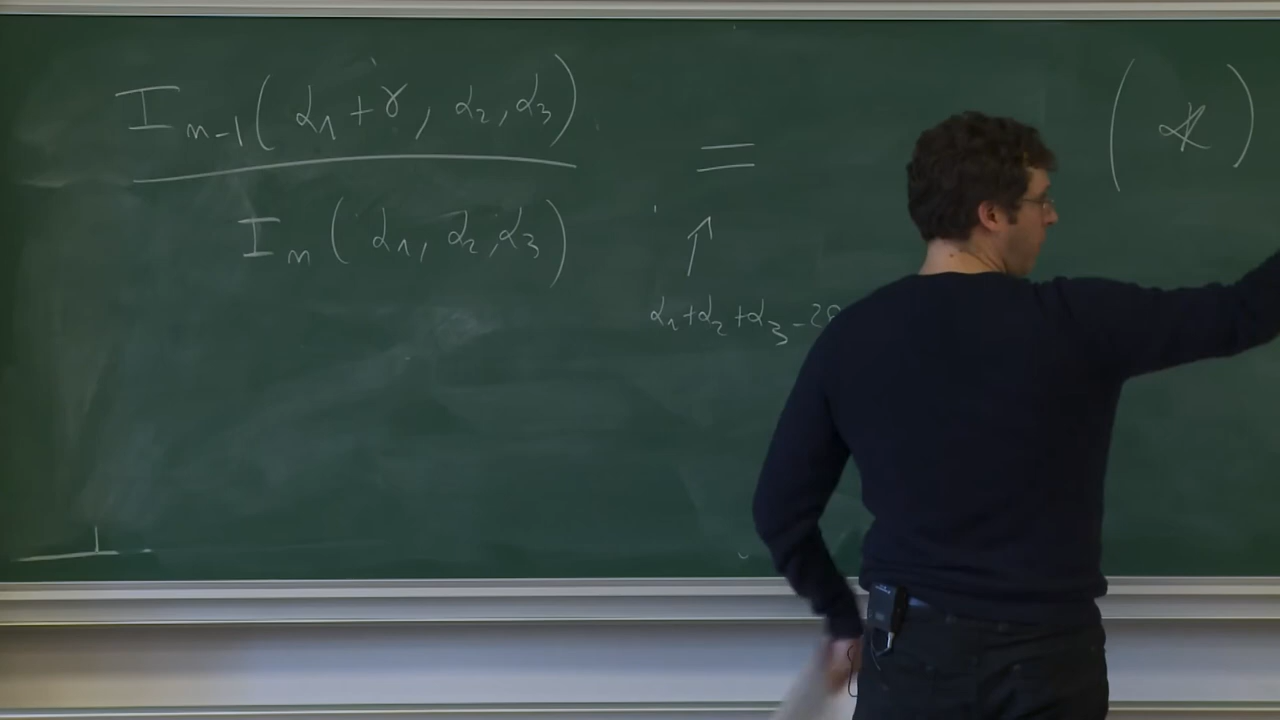 I_{n-1}(α₁+γ, α₂, α₃)
= (*)
I_n(α₁, α₂, α₃)
↑
α₁+α₂+α₃-2